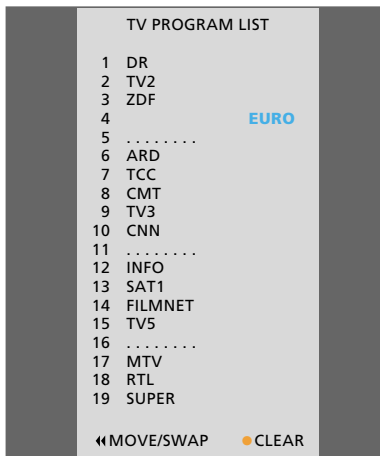 TV PROGRAM LIST
1 DR
2 TV2
3 ZDF
4 EURO
5 . . . . . . . .
6 ARD
7 TCC
8 CMT
9 TV3
10 CNN
11 . . . . . . . .
12 INFO
13 SAT1
14 FILMNET
15 TV5
16 . . . . . . . .
17 MTV
18 RTL
19 SUPER
MOVE/SWAP CLEAR